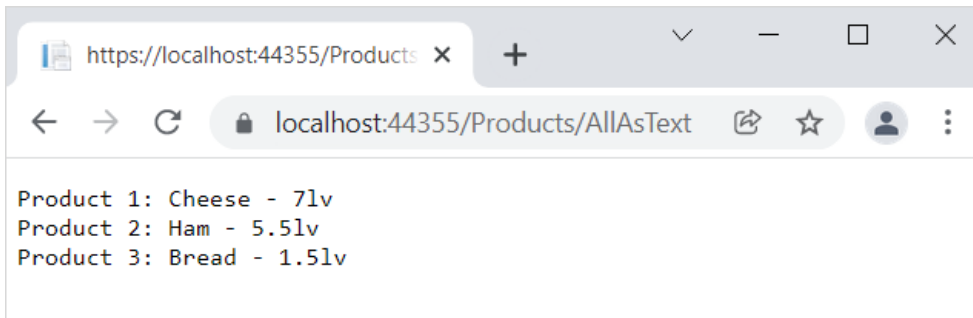 https://localhost:44355/Products
localhost:44355/Products/AllAsText
Product 1: Cheese - 7lv
Product 2: Ham - 5.5lv
Product 3: Bread - 1.5lv